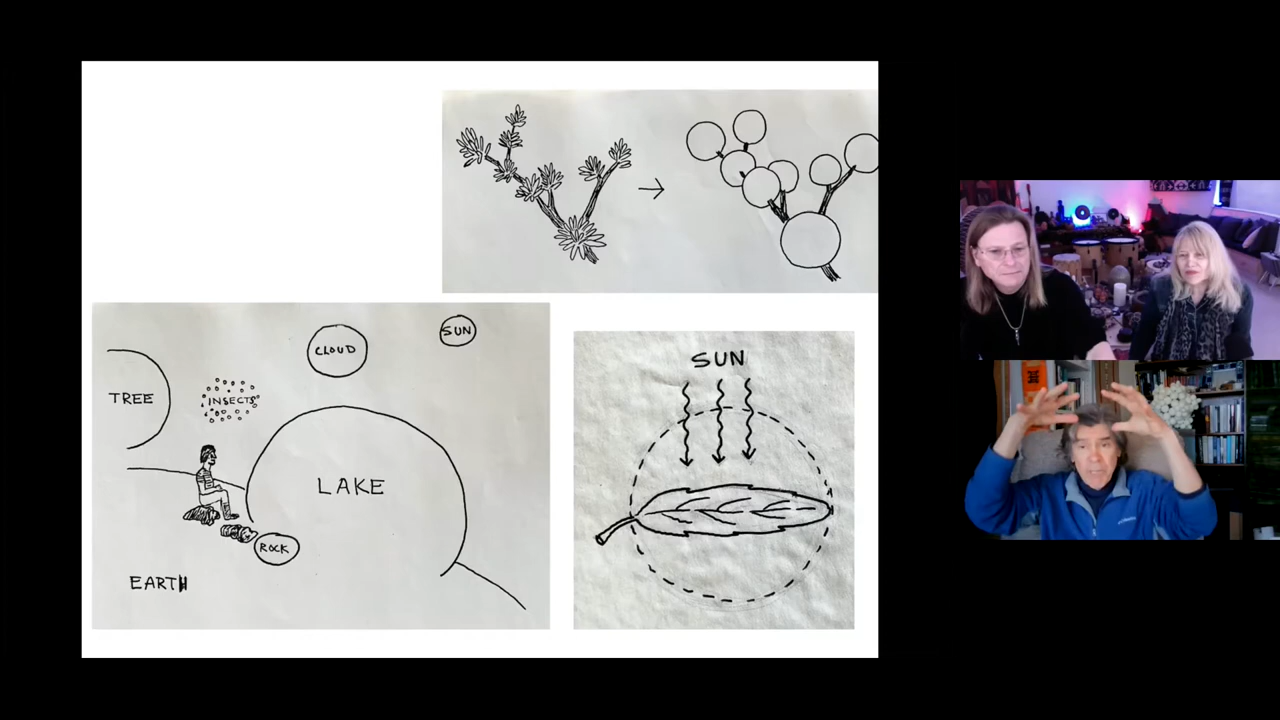 SUN
CLOUD
TREE
INSECTS
LAKE
ROCK
EARTH
SUN